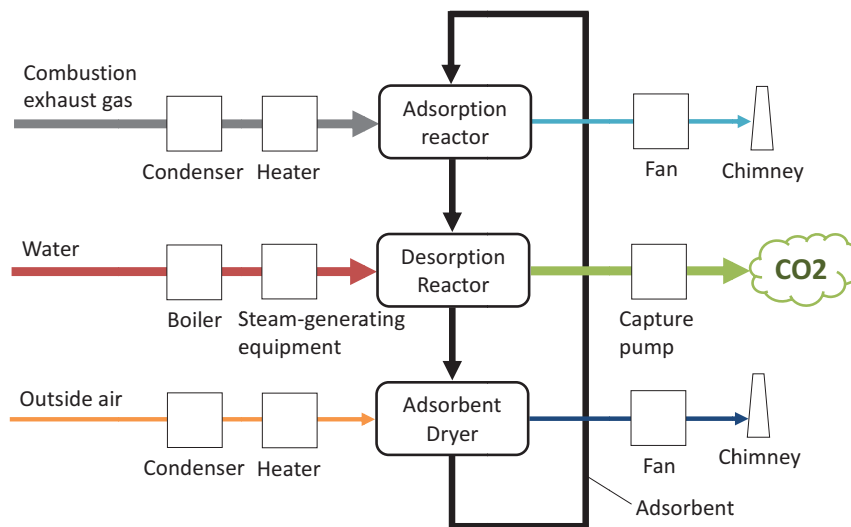 Combustion
exhaust gas
Condenser
Heater
Adsorption
reactor
Fan
Chimney
Water
Boiler
Steam-generating
equipment
Desorption
Reactor
Capture
pump
CO2
Outside air
Condenser
Heater
Adsorbent
Dryer
Fan
Chimney
Adsorbent